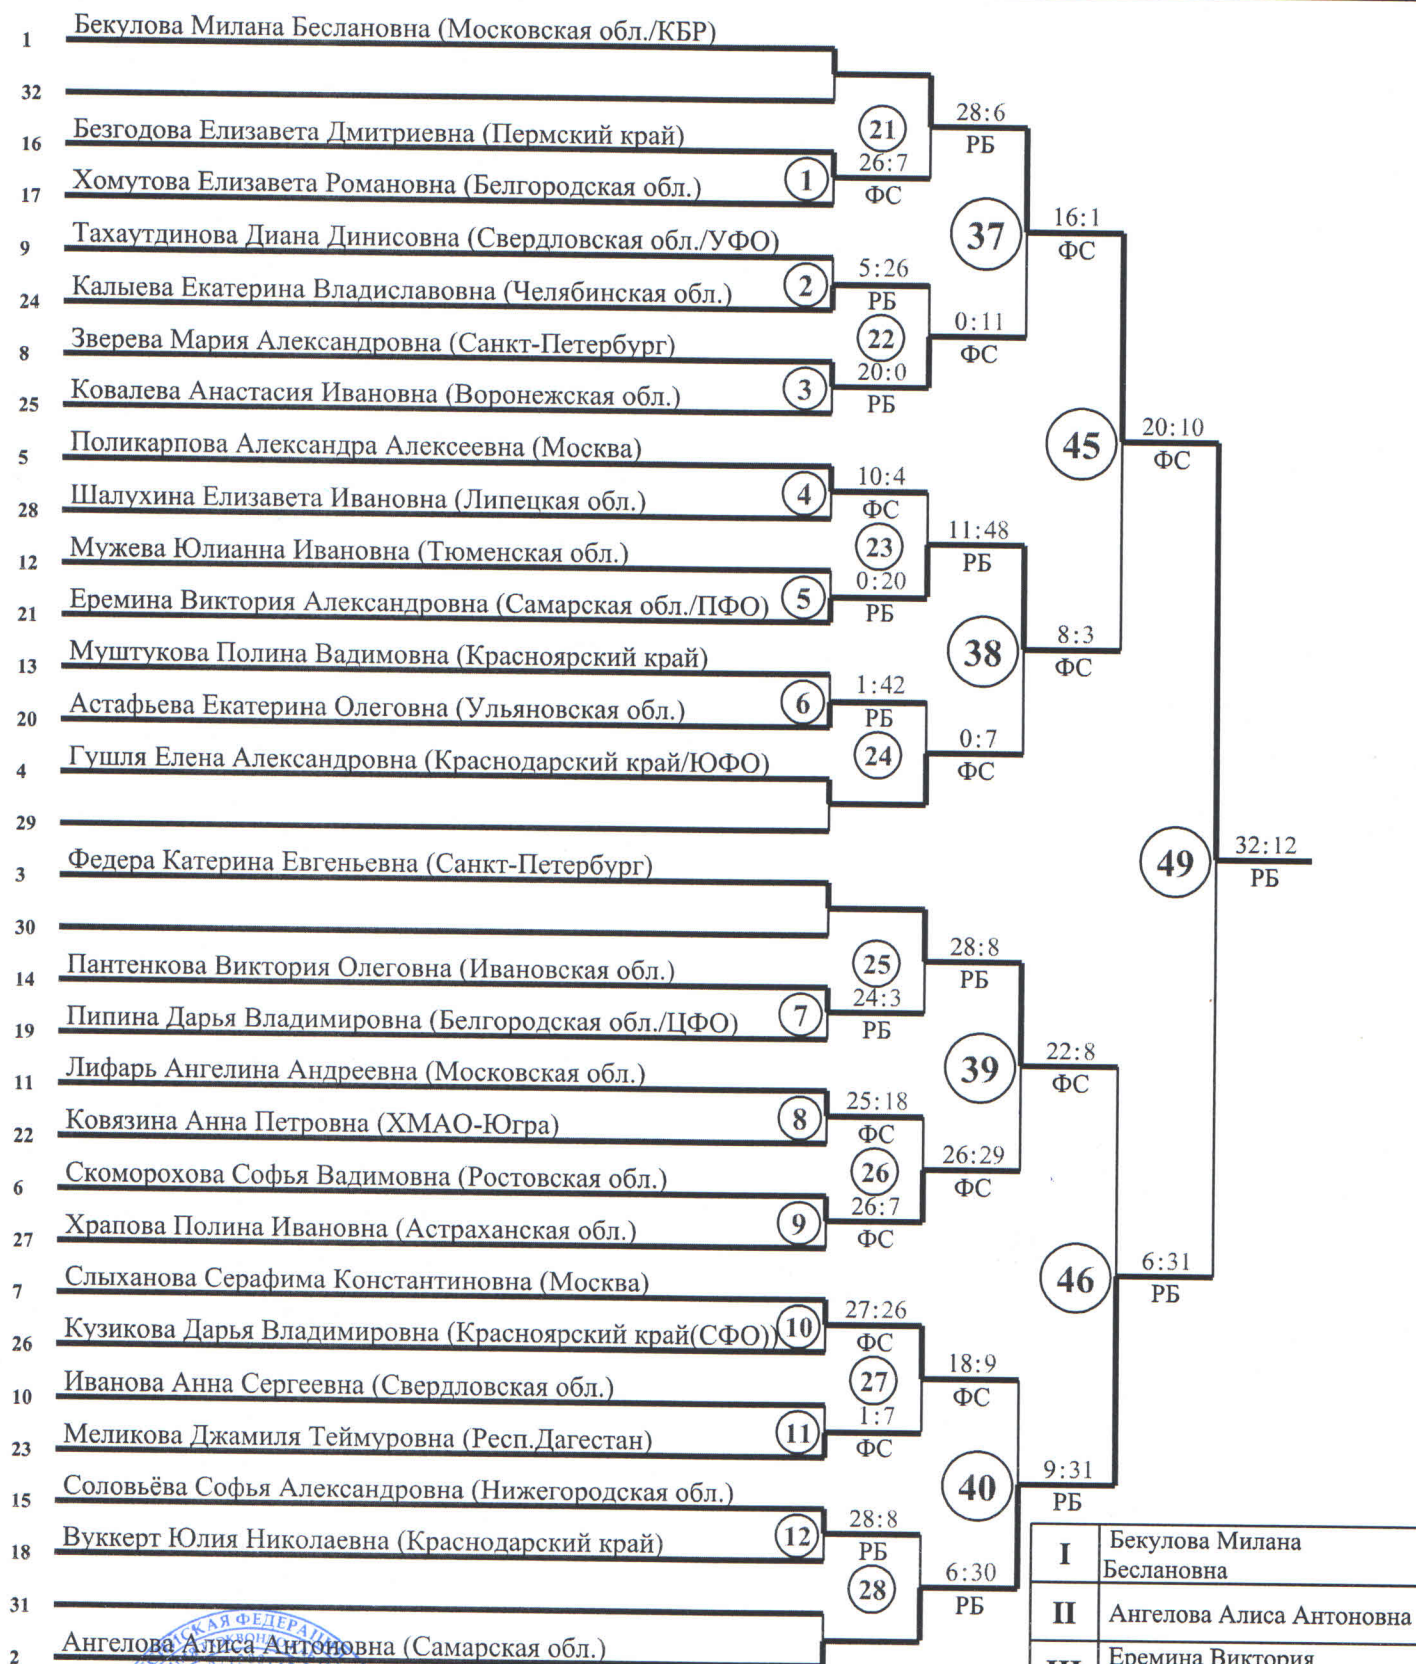 1 Бекулова Милана Беслановна (Московская обл./КБР)
32
16 Безгодова Елизавета Дмитриевна (Пермский край)
17 Хомутова Елизавета Романовна (Белгородская обл.)
9 Тахаутдинова Диана Динисовна (Свердловская обл./УФО)
24 Калыева Екатерина Владиславовна (Челябинская обл.)
8 Зверева Мария Александровна (Санкт-Петербург)
25 Ковалева Анастасия Ивановна (Воронежская обл.)
5 Поликарпова Александра Алексеевна (Москва)
28 Шалухина Елизавета Ивановна (Липецкая обл.)
12 Мужева Юлианна Ивановна (Тюменская обл.)
21 Еремина Виктория Александровна (Самарская обл./ПФО)
13 Муштукова Полина Вадимовна (Красноярский край)
20 Астафьева Екатерина Олеговна (Ульяновская обл.)
4 Гушля Елена Александровна (Краснодарский край/ЮФО)
29
3 Федера Катерина Евгеньевна (Санкт-Петербург)
30
14 Пантенкова Виктория Олеговна (Ивановская обл.)
19 Пипина Дарья Владимировна (Белгородская обл./ЦФО)
11 Лифарь Ангелина Андреевна (Московская обл.)
22 Ковязина Анна Петровна (ХМАО-Югра)
6 Скоморохова Софья Вадимовна (Ростовская обл.)
27 Храпова Полина Ивановна (Астраханская обл.)
7 Слыханова Серафима Константиновна (Москва)
26 Кузикова Дарья Владимировна (Красноярский край(СФО))
10 Иванова Анна Сергеевна (Свердловская обл.)
23 Меликова Джамиля Теймуровна (Респ.Дагестан)
15 Соловьёва Софья Александровна (Нижегородская обл.)
18 Вуккерт Юлия Николаевна (Краснодарский край)
31
2 Ангелова Алиса Антоновна (Самарская обл.)
1
26:7
ФС
2
5:26
РБ
3
20:0
РБ
4
10:4
ФС
5
0:20
РБ
6
1:42
РБ
7
24:3
РБ
8
25:18
ФС
9
26:7
ФС
10
27:26
ФС
11
1:7
ФС
12
28:8
РБ
21
28:6
РБ
22
0:11
ФС
23
11:48
РБ
24
0:7
ФС
25
28:8
РБ
26
26:29
ФС
27
18:9
ФС
28
6:30
РБ
37
16:1
ФС
38
8:3
ФС
39
22:8
ФС
40
9:31
РБ
45
20:10
ФС
46
6:31
РБ
49
32:12
РБ
I Бекулова Милана
Беслановна
II Ангелова Алиса Антоновна
III Еремина Виктория
ФЕДЕРА